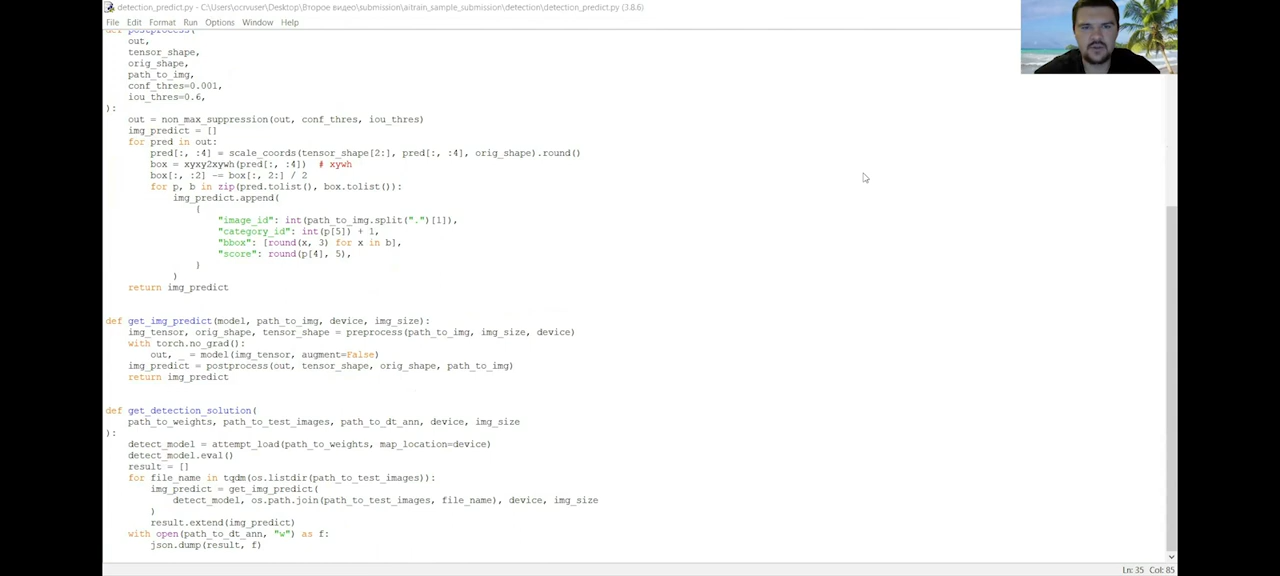 detection_predict.py - C:\Users\ocrvuser\Desktop\Второе видео\submission\aitrain_sample_submission\detection\detection_predict.py (3.8.6)
File Edit Format Run Options Window Help
def postprocess(
    out,
    tensor_shape,
    orig_shape,
    path_to_img,
    conf_thres=0.001,
    iou_thres=0.6,
):
    out = non_max_suppression(out, conf_thres, iou_thres)
    img_predict = []
    for pred in out:
        pred[:, :4] = scale_coords(tensor_shape[2:], pred[:, :4], orig_shape).round()
        box = xyxy2xywh(pred[:, :4])  # xywh
        box[:, :2] -= box[:, 2:] / 2
        for p, b in zip(pred.tolist(), box.tolist()):
            img_predict.append(
                {
                    "image_id": int(path_to_img.split(".")[1]),
                    "category_id": int(p[5]) + 1,
                    "bbox": [round(x, 3) for x in b],
                    "score": round(p[4], 5),
                }
            )
    return img_predict
def get_img_predict(model, path_to_img, device, img_size):
    img_tensor, orig_shape, tensor_shape = preprocess(path_to_img, img_size, device)
    with torch.no_grad():
        out, _ = model(img_tensor, augment=False)
    img_predict = postprocess(out, tensor_shape, orig_shape, path_to_img)
    return img_predict
def get_detection_solution(
    path_to_weights, path_to_test_images, path_to_dt_ann, device, img_size
):
    detect_model = attempt_load(path_to_weights, map_location=device)
    detect_model.eval()
    result = []
    for file_name in tqdm(os.listdir(path_to_test_images)):
        img_predict = get_img_predict(
            detect_model, os.path.join(path_to_test_images, file_name), device, img_size
        )
        result.extend(img_predict)
    with open(path_to_dt_ann, "w") as f:
        json.dump(result, f)
Ln: 35 Col: 85